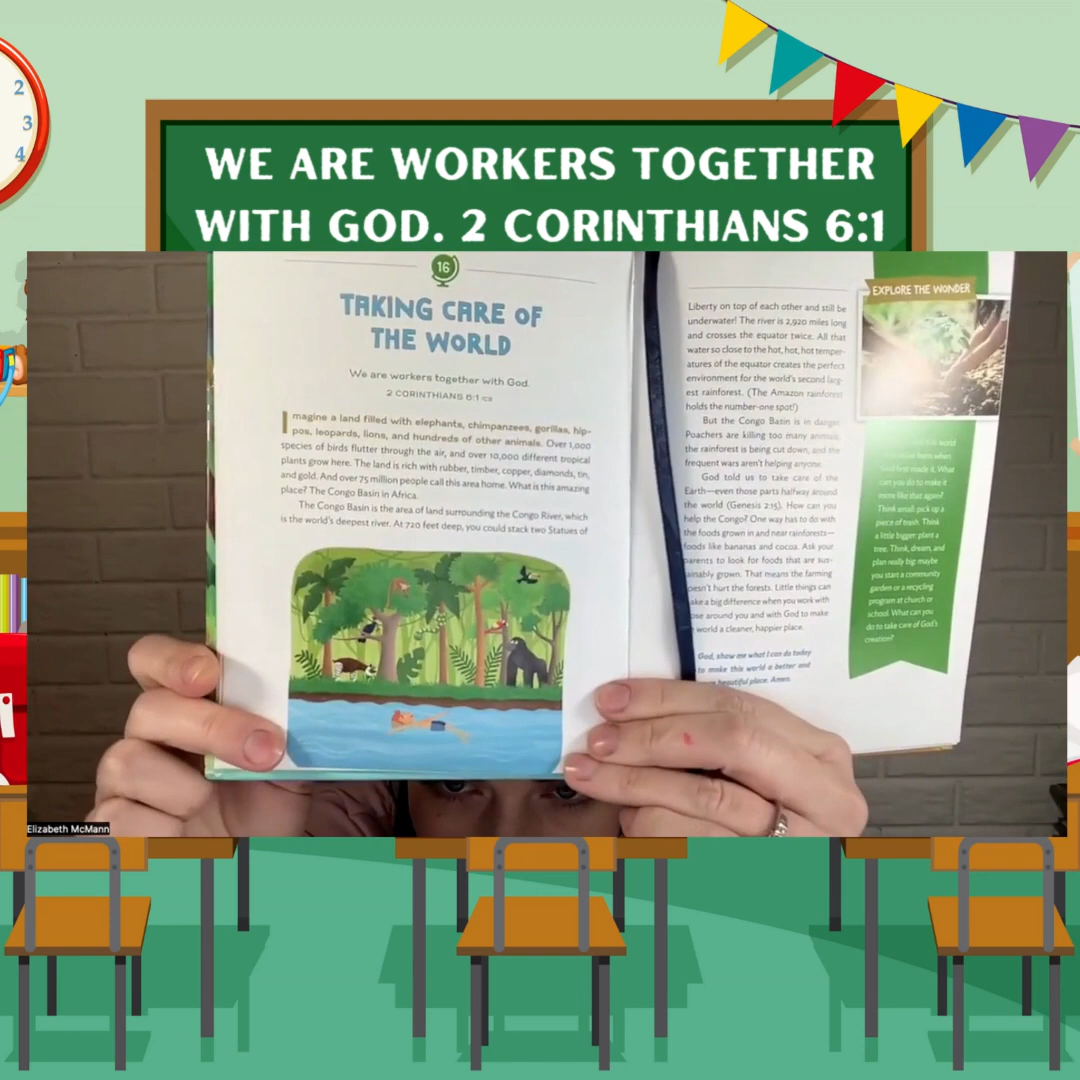 2
3
4
WE ARE WORKERS TOGETHER
WITH GOD. 2 CORINTHIANS 6:1
16
TAKING CARE OF
THE WORLD
We are workers together with God.
2 CORINTHIANS 6:1 ICB
Imagine a land filled with elephants, chimpanzees, gorillas, hip-
pos, leopards, lions, and hundreds of other animals. Over 1,000
species of birds flutter through the air, and over 10,000 different tropical
plants grow here. The land is rich with rubber, timber, copper, diamonds, tin,
and gold. And over 75 million people call this area home. What is this amazing
place? The Congo Basin in Africa.
The Congo Basin is the area of land surrounding the Congo River, which
is the world's deepest river. At 720 feet deep, you could stack two Statues of
Liberty on top of each other and still be
underwater! The river is 2,920 miles long
and crosses the equator twice. All that
water so close to the hot, hot, hot temper-
atures of the equator creates the perfect
environment for the world's second larg-
est rainforest. (The Amazon rainforest
holds the number-one spot!)
But the Congo Basin is in danger.
Poachers are killing too many animals,
the rainforest is being cut down, and the
frequent wars aren't helping anyone.
God told us to take care of the
Earth—even those parts halfway around
the world (Genesis 2:15). How can you
help the Congo? One way has to do with
the foods grown in and near rainforests—
foods like bananas and cocoa. Ask your
parents to look for foods that are sus-
ainably grown. That means the farming
oesn't hurt the forests. Little things can
ake a big difference when you work with
ose around you and with God to make
world a cleaner, happier place.
God, show me what I can do today
to make this world a better and
beautiful place. Amen.
EXPLORE THE WONDER
world
been when
God first made it. What
can you do to make it
more like that again?
Think small: pick up a
piece of trash. Think
a little bigger: plant a
tree. Think, dream, and
plan really big: maybe
you start a community
garden or a recycling
program at church or
school. What can you
do to take care of God's
creation?
Elizabeth McMann